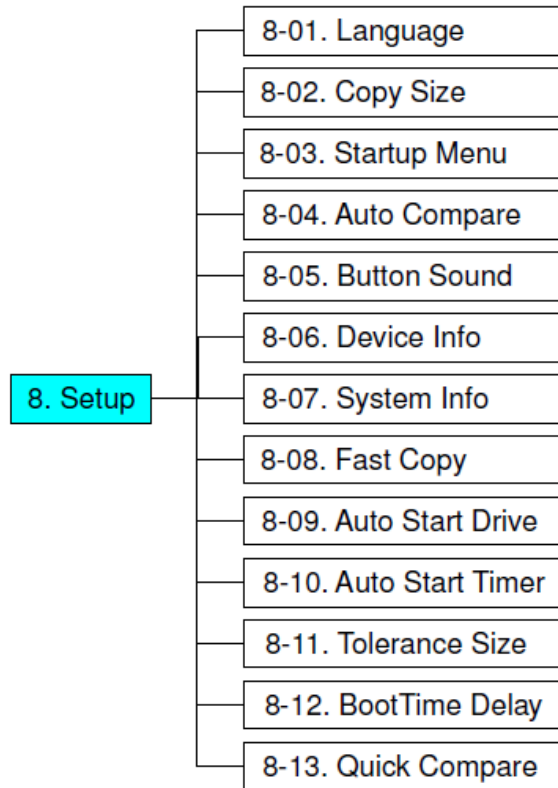 8-01. Language
8-02. Copy Size
8-03. Startup Menu
8-04. Auto Compare
8-05. Button Sound
8-06. Device Info
8. Setup
8-07. System Info
8-08. Fast Copy
8-09. Auto Start Drive
8-10. Auto Start Timer
8-11. Tolerance Size
8-12. BootTime Delay
8-13. Quick Compare